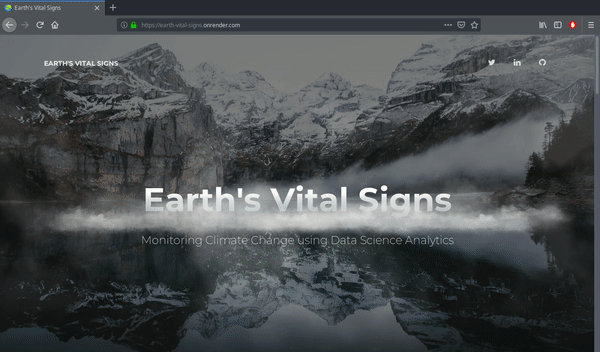 Earth's Vital Signs
https://earth-vital-signs.onrender.com
EARTH'S VITAL SIGNS
Earth's Vital Signs
Monitoring Climate Change using Data Science Analytics